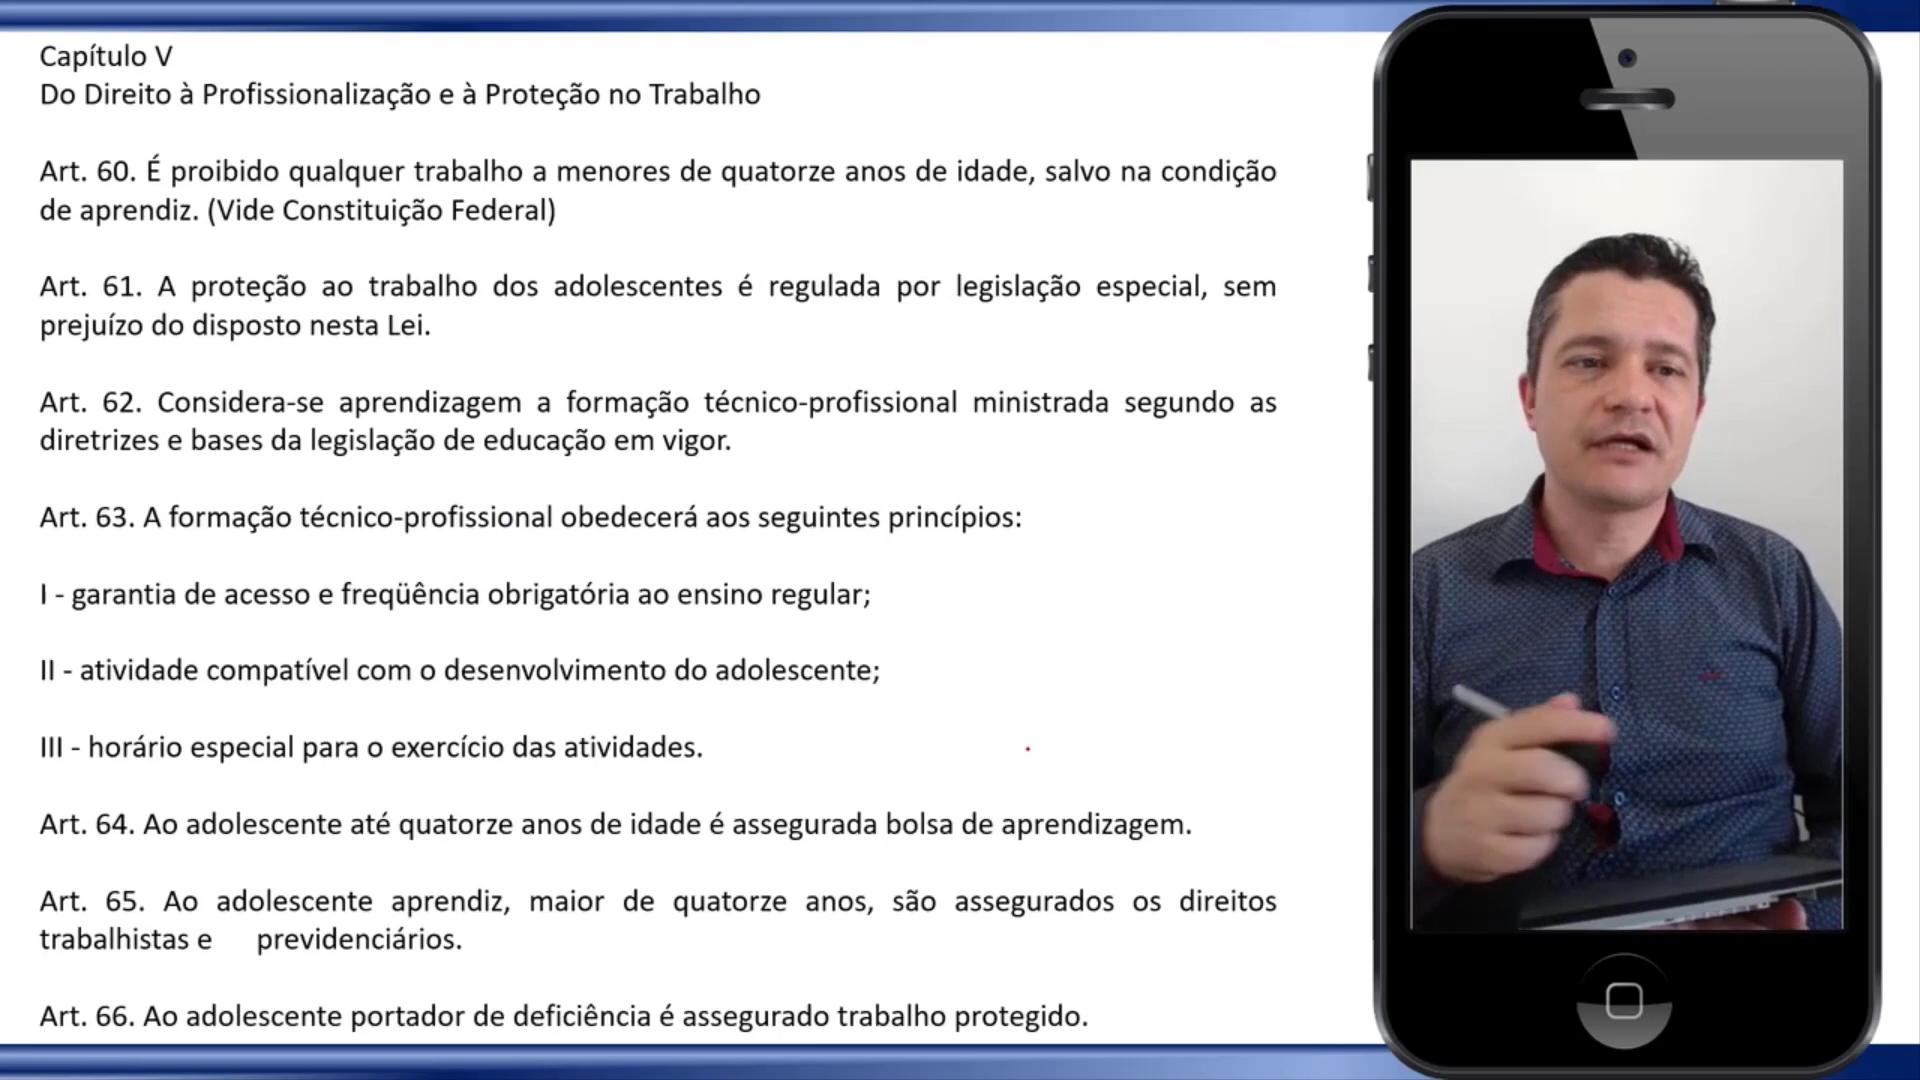 Capítulo V
Do Direito à Profissionalização e à Proteção no Trabalho
Art. 60. É proibido qualquer trabalho a menores de quatorze anos de idade, salvo na condição
de aprendiz. (Vide Constituição Federal)
Art. 61. A proteção ao trabalho dos adolescentes é regulada por legislação especial, sem
prejuízo do disposto nesta Lei.
Art. 62. Considera-se aprendizagem a formação técnico-profissional ministrada segundo as
diretrizes e bases da legislação de educação em vigor.
Art. 63. A formação técnico-profissional obedecerá aos seguintes princípios:
I - garantia de acesso e freqüência obrigatória ao ensino regular;
II - atividade compatível com o desenvolvimento do adolescente;
III - horário especial para o exercício das atividades.
Art. 64. Ao adolescente até quatorze anos de idade é assegurada bolsa de aprendizagem.
Art. 65. Ao adolescente aprendiz, maior de quatorze anos, são assegurados os direitos
trabalhistas e previdenciários.
Art. 66. Ao adolescente portador de deficiência é assegurado trabalho protegido.